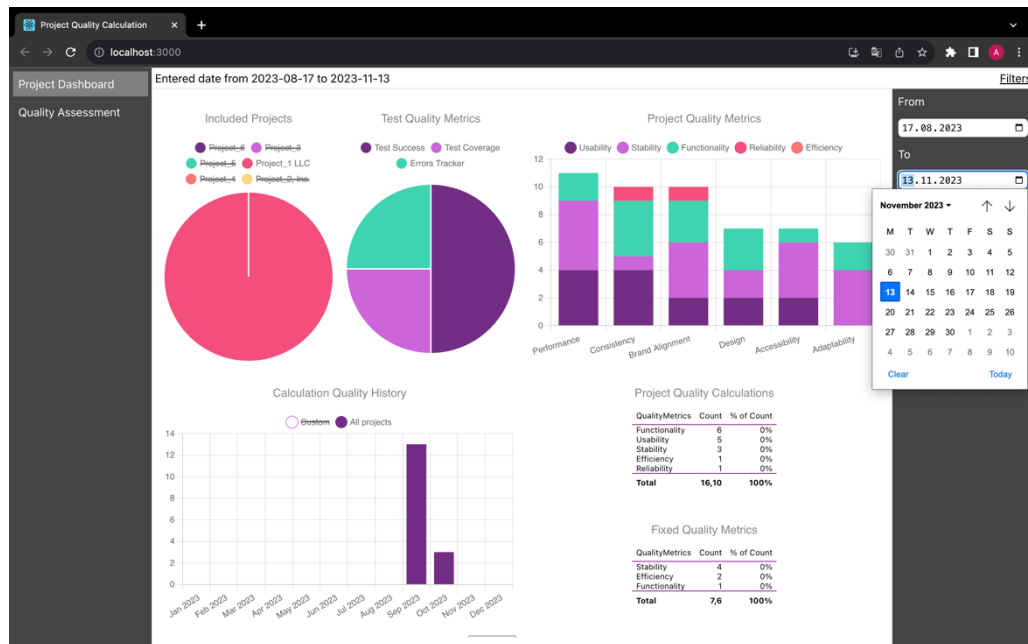 Project Quality Calculation
localhost:3000
A
Project Dashboard
Quality Assessment
Entered date from 2023-08-17 to 2023-11-13
Filters
Included Projects
Project_6 Project_3
Project_5 Project_1 LLC
Project_4 Project_2, Inc.
Test Quality Metrics
Test Success Test Coverage
Errors Tracker
Project Quality Metrics
Usability Stability Functionality Reliability Efficiency
12
10
8
6
4
2
0
Performance Consistency Brand Alignment Design Accessibility Adaptability
From
17.08.2023
To
13.11.2023
November 2023
M T W T F S S
30 31 1 2 3 4 5
6 7 8 9 10 11 12
13 14 15 16 17 18 19
20 21 22 23 24 25 26
27 28 29 30 1 2 3
4 5 6 7 8 9 10
Clear Today
Calculation Quality History
Custom All projects
14
12
10
8
6
4
2
0
Jan 2023 Feb 2023 Mar 2023 Apr 2023 May 2023 Jun 2023 Jul 2023 Aug 2023 Sep 2023 Oct 2023 Nov 2023 Dec 2023
Project Quality Calculations
QualityMetrics Count % of Count
Functionality 6 0%
Usability 5 0%
Stability 3 0%
Efficiency 1 0%
Reliability 1 0%
Total 16,10 100%
Fixed Quality Metrics
QualityMetrics Count % of Count
Stability 4 0%
Efficiency 2 0%
Functionality 1 0%
Total 7,6 100%